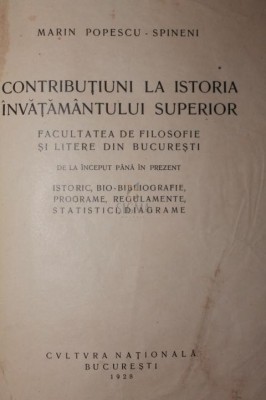 MARIN POPESCU - SPINENI
CONTRIBUȚIUNI LA ISTORIA
ÎNVĂȚĂMÂNTULUI SUPERIOR
FACULTATEA DE FILOSOFIE
ȘI LITERE DIN BUCUREȘTI
DE LA ÎNCEPUT PÂNĂ ÎN PREZENT
ISTORIC, BIO-BIBLIOGRAFIE,
PROGRAME, REGULAMENTE,
STATISTICI, DIAGRAME
CVLTVRA NAȚIONALĂ
BUCUREȘTI
1928